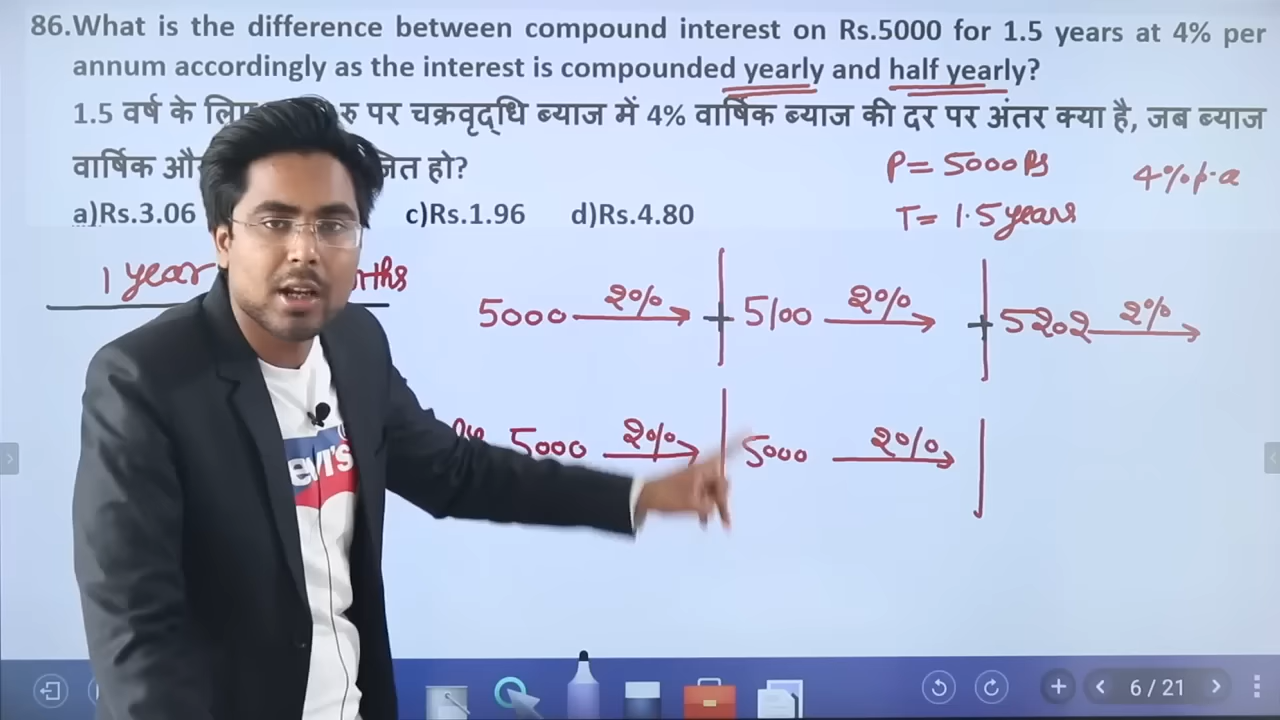 86.What is the difference between compound interest on Rs.5000 for 1.5 years at 4% per
annum accordingly as the interest is compounded yearly and half yearly?
1.5 वर्ष के रु पर चक्रवृद्धि ब्याज में 4% वार्षिक ब्याज की दर पर अंतर क्या है, जब ब्याज
वार्षिक हो?
P = 5000 Rs 4% p.a
a)Rs.3.06 c)Rs.1.96 d)Rs.4.80
T = 1.5 years
1 year
5000 2% 5100 2% 5202 2%
5000 2% 5000 2%
Levi's
6 / 21